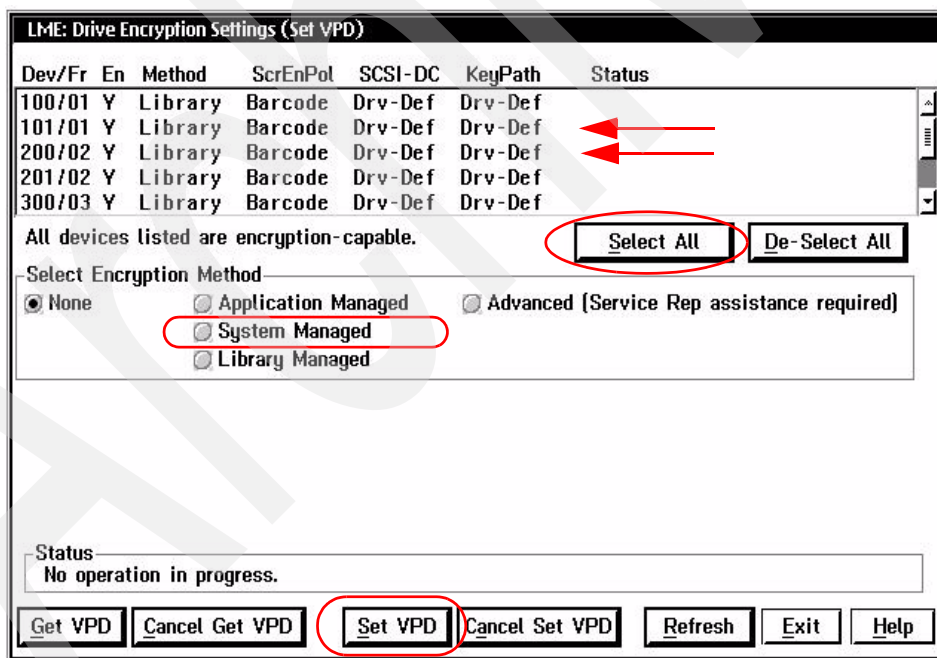 LME: Drive Encryption Settings (Set VPD)
Dev/Fr En Method ScrEnPol SCSI-DC KeyPath Status
100/01 Y Library Barcode Drv-Def Drv-Def
101/01 Y Library Barcode Drv-Def Drv-Def
200/02 Y Library Barcode Drv-Def Drv-Def
201/02 Y Library Barcode Drv-Def Drv-Def
300/03 Y Library Barcode Drv-Def Drv-Def
All devices listed are encryption-capable. Select All De-Select All
Select Encryption Method
None Application Managed Advanced (Service Rep assistance required)
System Managed
Library Managed
Status
No operation in progress.
Get VPD Cancel Get VPD Set VPD Cancel Set VPD Refresh Exit Help